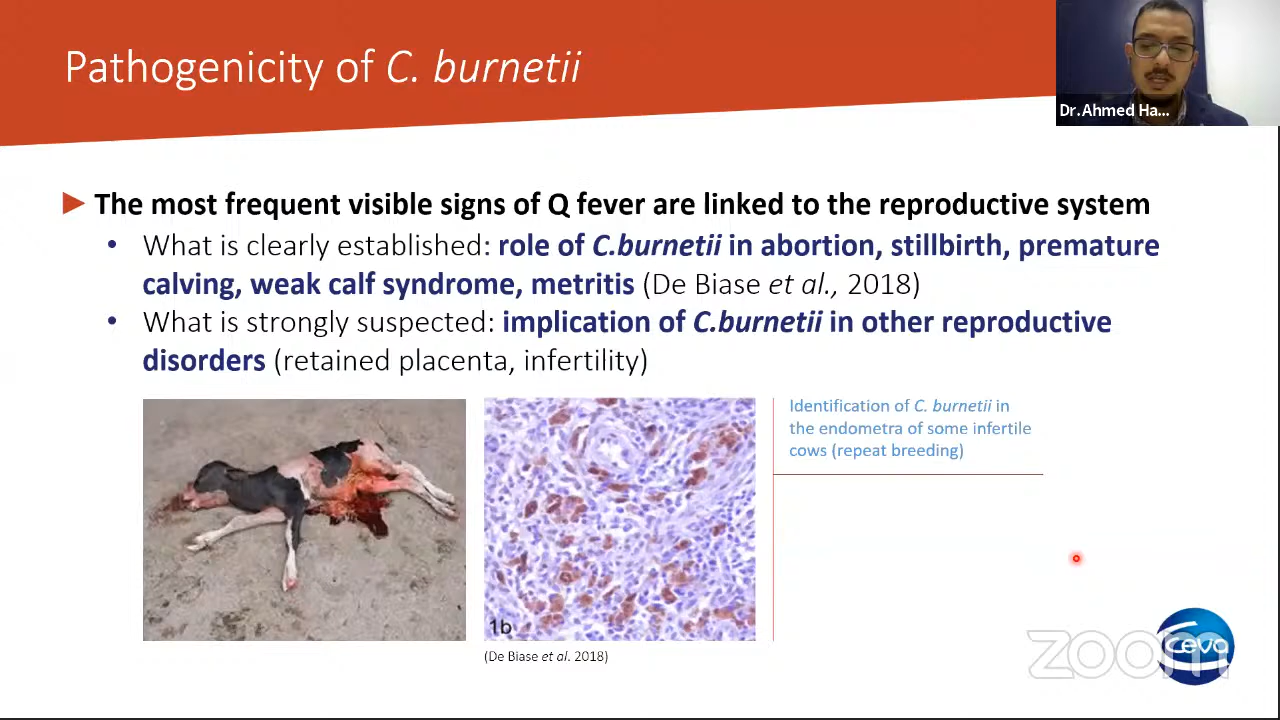 Pathogenicity of C. burnetii
Dr.Ahmed Ha...
The most frequent visible signs of Q fever are linked to the reproductive system
• What is clearly established: role of C.burnetii in abortion, stillbirth, premature
calving, weak calf syndrome, metritis (De Biase et al., 2018)
• What is strongly suspected: implication of C.burnetii in other reproductive
disorders (retained placenta, infertility)
Identification of C. burnetii in
the endometra of some infertile
cows (repeat breeding)
1b
(De Biase et al. 2018)
zoom
Ceva